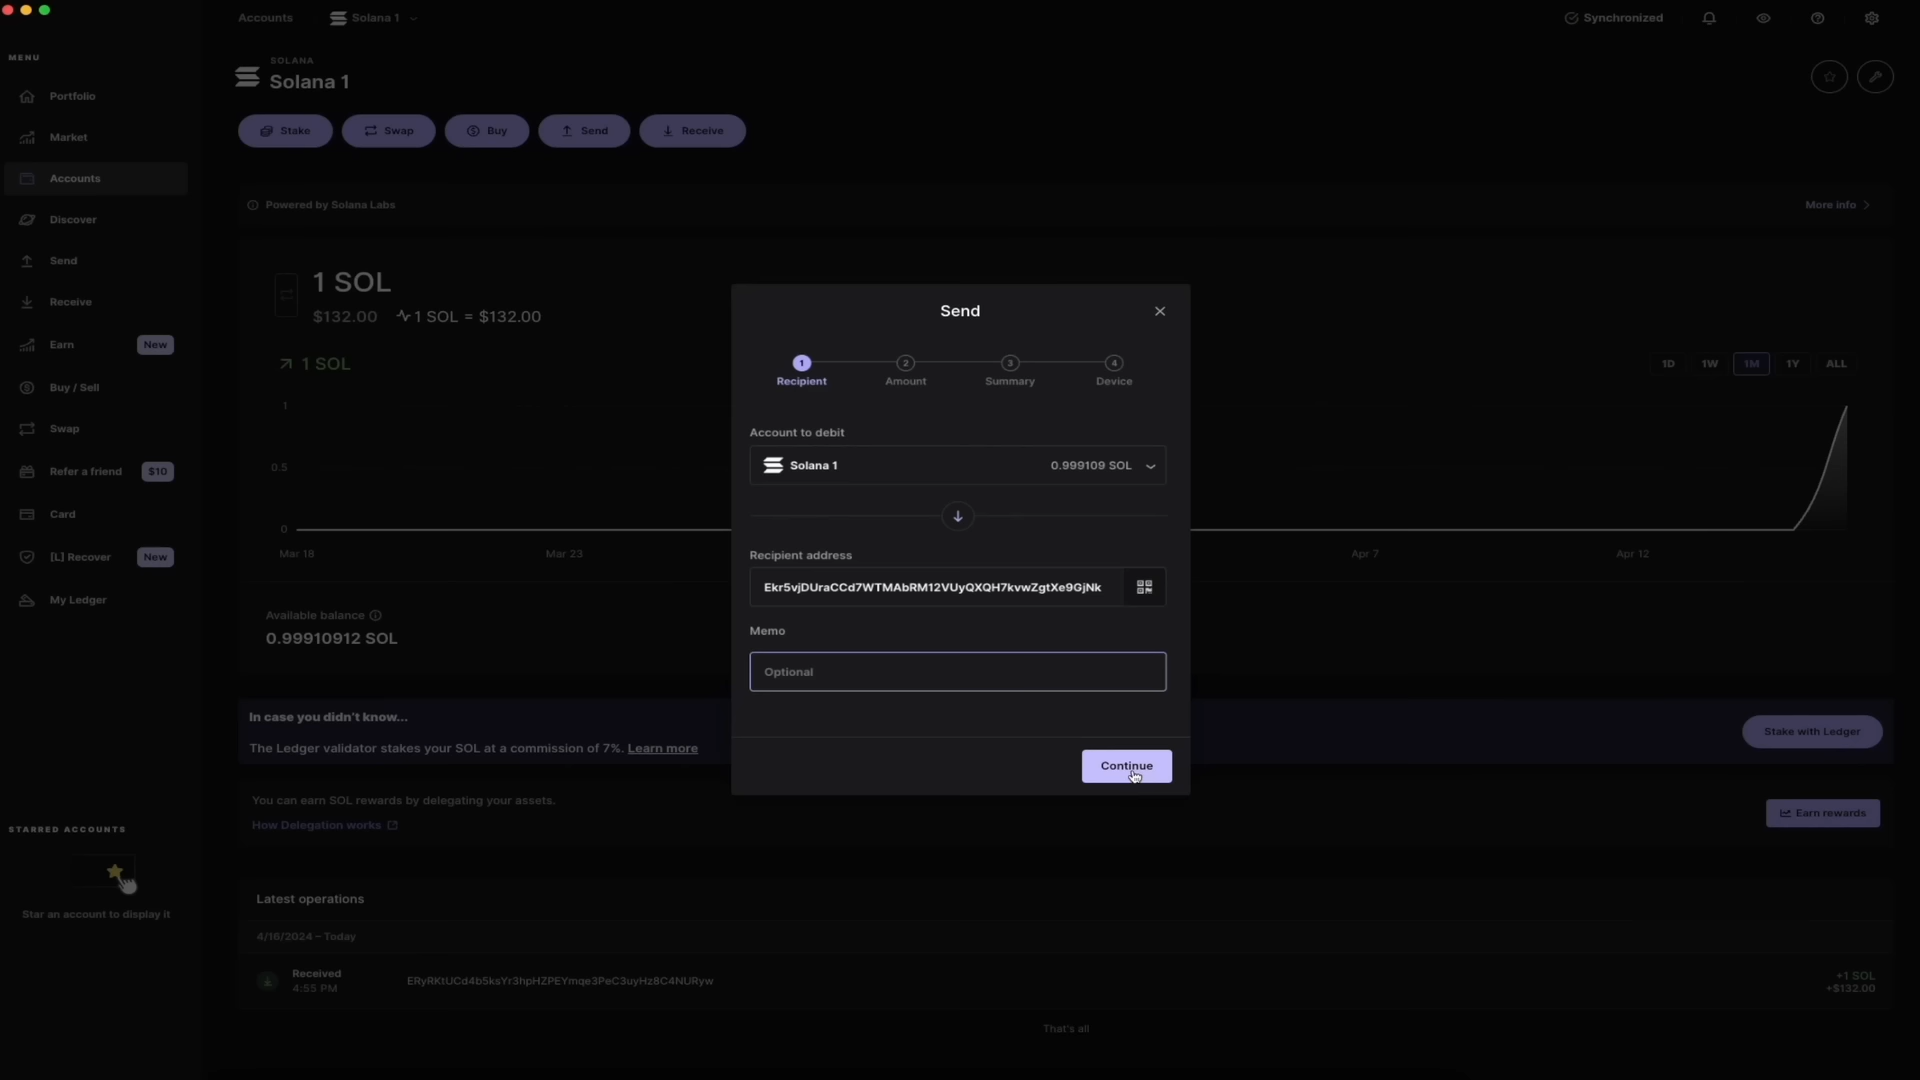 Accounts
Solana 1
Synchronized
MENU
Portfolio
Market
Accounts
Discover
Send
Receive
Earn New
Buy / Sell
Swap
Refer a friend $10
Card
[L] Recover New
My Ledger
STARRED ACCOUNTS
Star an account to display it
SOLANA
Solana 1
Stake
Swap
Buy
Send
Receive
Powered by Solana Labs
More info
1 SOL
$132.00
1 SOL = $132.00
1 SOL
1D
1W
1M
1Y
ALL
1
0.5
0
Mar 18
Mar 23
Apr 7
Apr 12
Available balance
0.99910912 SOL
Send
1
2
3
4
Recipient
Amount
Summary
Device
Account to debit
Solana 1
0.999109 SOL
Recipient address
Ekr5vjDUraCCd7WTMAbRM12VUyQXQH7kvwZgtXe9GjNk
Memo
Optional
Continue
In case you didn't know...
The Ledger validator stakes your SOL at a commission of 7%. Learn more
Stake with Ledger
You can earn SOL rewards by delegating your assets.
How Delegation works
Earn rewards
Latest operations
4/16/2024 – Today
Received
4:55 PM
ERyRKtUCd4b5ksYr3hpHZPEYmqe3PeC3uyHz8C4NURyw
+1 SOL
+$132.00
That's all